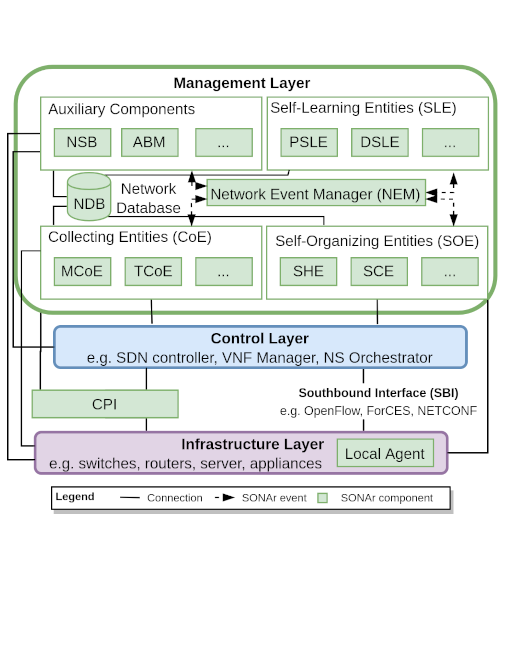 Management Layer
Auxiliary Components
NSB
ABM
...
Self-Learning Entities (SLE)
PSLE
DSLE
...
NDB
Network
Database
Network Event Manager (NEM)
Collecting Entities (CoE)
MCoE
TCoE
...
Self-Organizing Entities (SOE)
SHE
SCE
...
Control Layer
e.g. SDN controller, VNF Manager, NS Orchestrator
CPI
Southbound Interface (SBI)
e.g. OpenFlow, ForCES, NETCONF
Infrastructure Layer
e.g. switches, routers, server, appliances
Local Agent
Legend
Connection
SONAr event
SONAr component